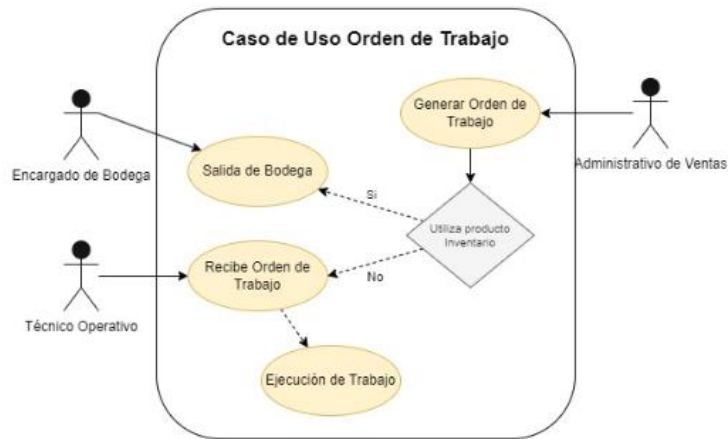 Caso de Uso Orden de Trabajo
Generar Orden de
Trabajo
Administrativo de Ventas
Encargado de Bodega
Salida de Bodega
Si
Utiliza producto
Inventario
No
Recibe Orden de
Trabajo
Técnico Operativo
Ejecución de Trabajo